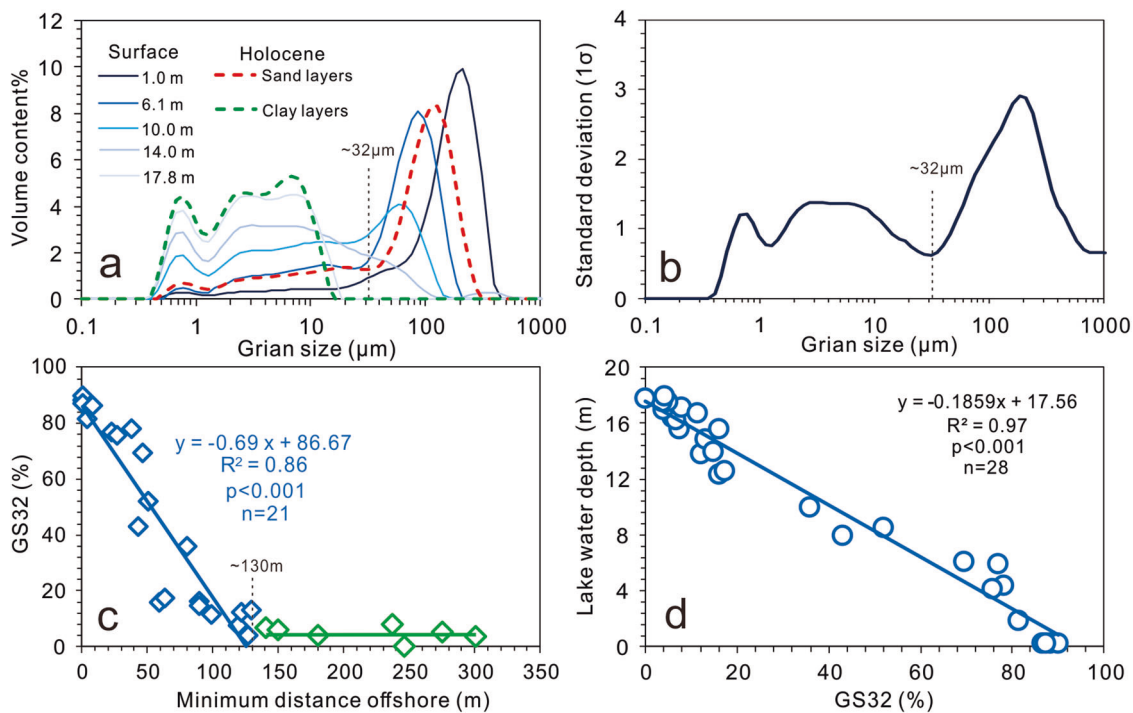 12
10
8
6
4
2
0
Volume content%
Surface
1.0 m
6.1 m
10.0 m
14.0 m
17.8 m
Holocene
Sand layers
Clay layers
~32μm
a
0.1 1 10 100 1000
Grian size (μm)
4
3
2
1
0
Standard deviation (1σ)
~32μm
b
0.1 1 10 100 1000
Grian size (μm)
100
80
60
40
20
0
GS32 (%)
y = -0.69 x + 86.67
R² = 0.86
p<0.001
n=21
~130m
c
0 50 100 150 200 250 300 350
Minimum distance offshore (m)
20
16
12
8
4
0
Lake water depth (m)
y = -0.1859x + 17.56
R² = 0.97
p<0.001
n=28
d
0 20 40 60 80 100
GS32 (%)